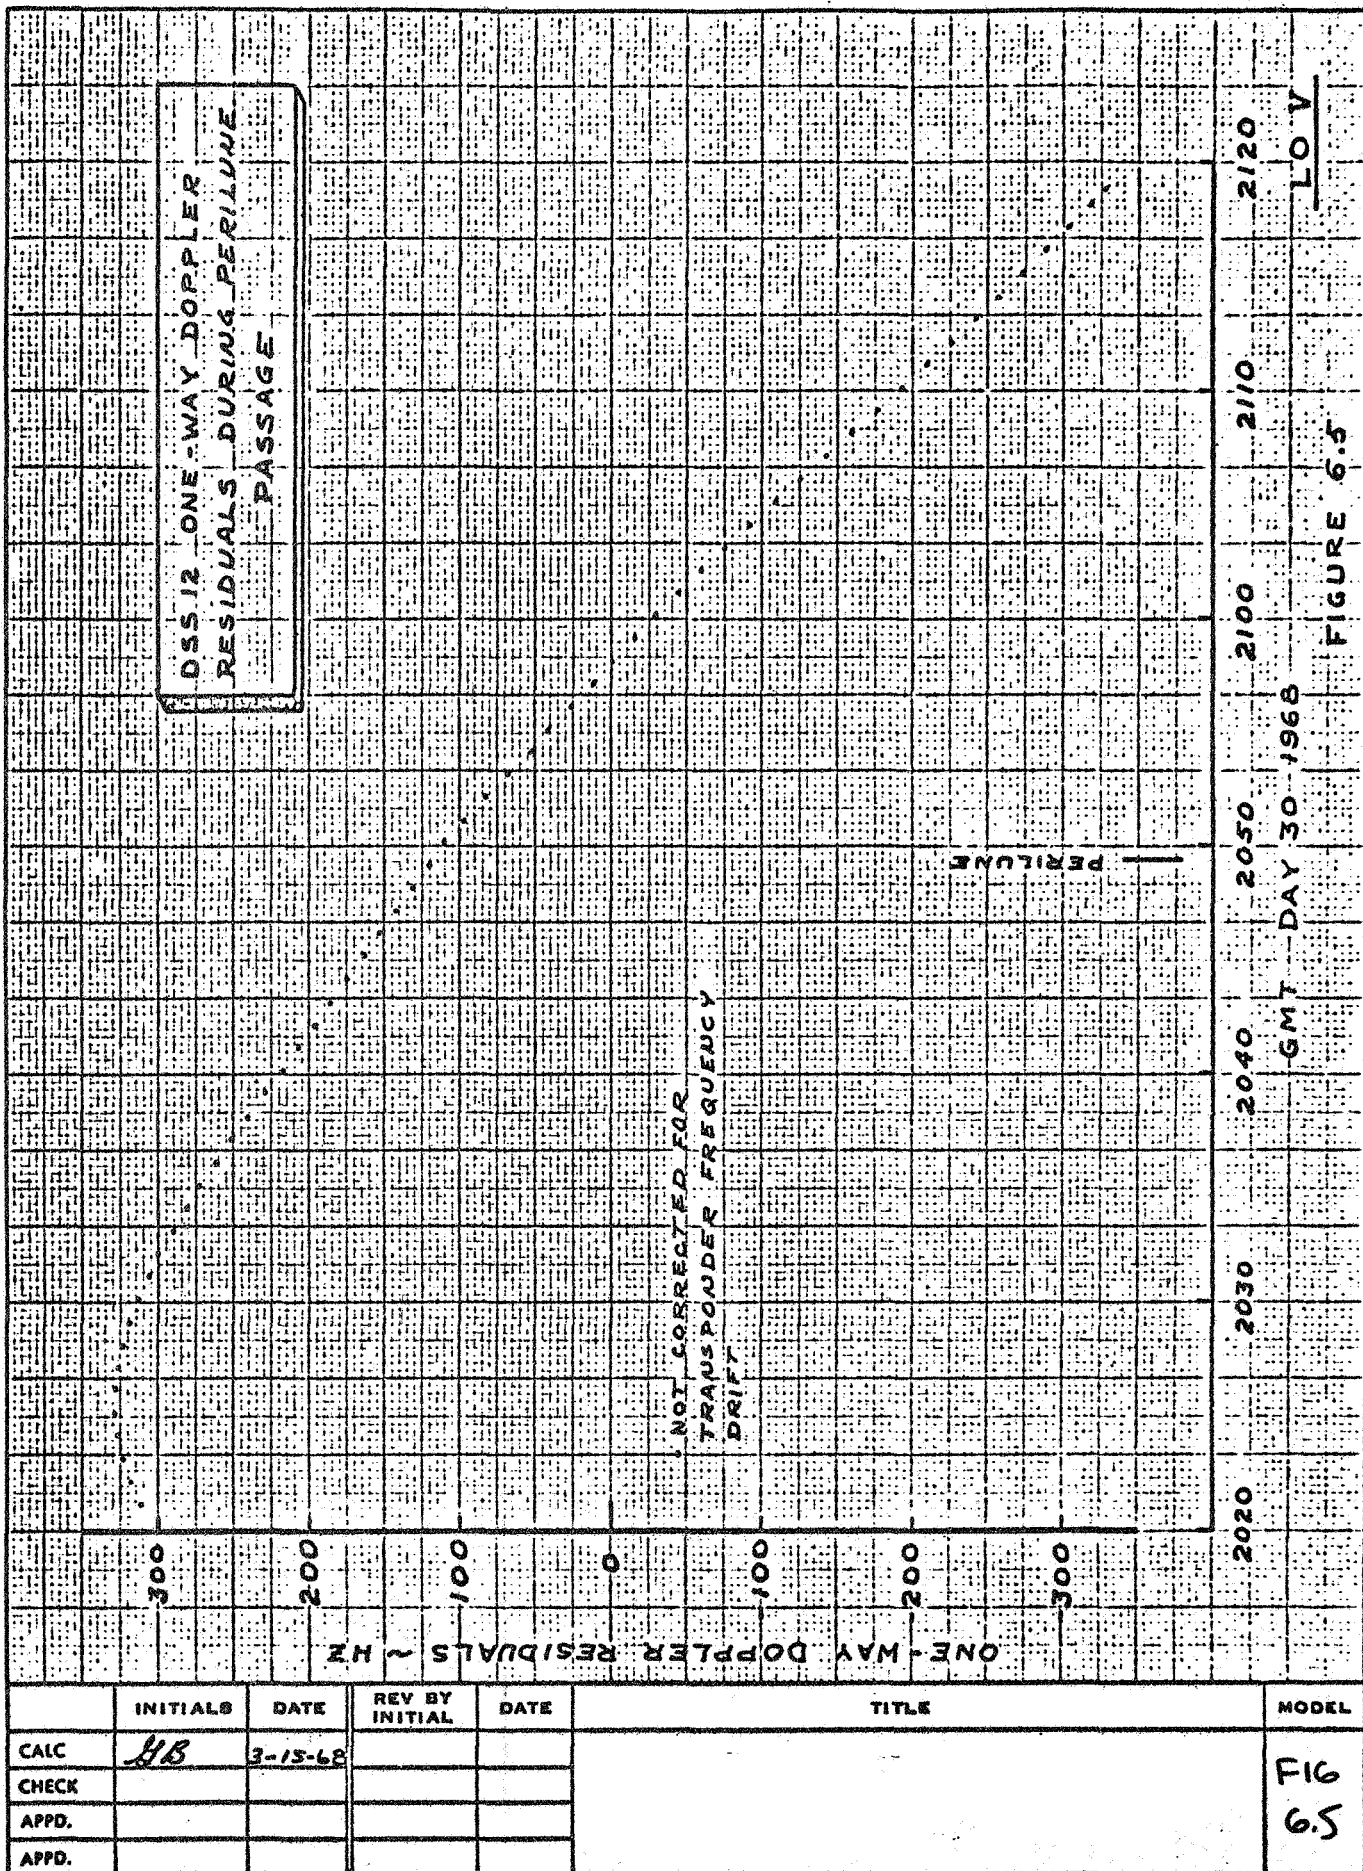 DSS 12 ONE-WAY DOPPLER
RESIDUALS DURING PERILUNE
PASSAGE
NOT CORRECTED FOR
TRANSPONDER FREQUENCY
DRIFT
PERILUNE
ONE-WAY DOPPLER RESIDUALS ~ HZ
300
200
100
0
100
200
300
2020
2030
2040
2050
2100
2110
2120
GMT DAY 30 1968
LO V
FIGURE 6.5
INITIALS DATE REV BY INITIAL DATE TITLE MODEL
CALC GB 3-15-68
CHECK
APPD.
APPD.
FIG
6.5